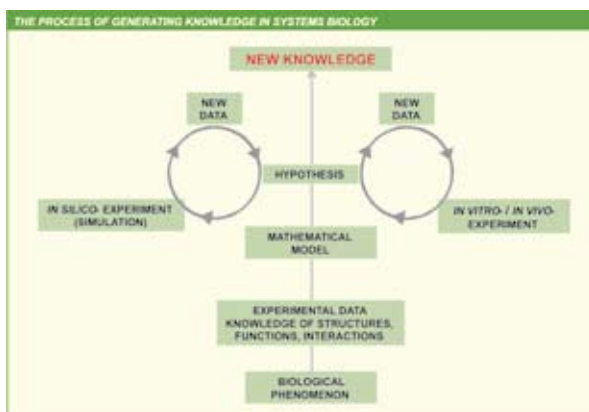 THE PROCESS OF GENERATING KNOWLEDGE IN SYSTEMS BIOLOGY
NEW KNOWLEDGE
NEW
DATA
NEW
DATA
HYPOTHESIS
IN SILICO- EXPERIMENT
(SIMULATION)
IN VITRO- / IN VIVO-
EXPERIMENT
MATHEMATICAL
MODEL
EXPERIMENTAL DATA
KNOWLEDGE OF STRUCTURES,
FUNCTIONS, INTERACTIONS
BIOLOGICAL
PHENOMENON